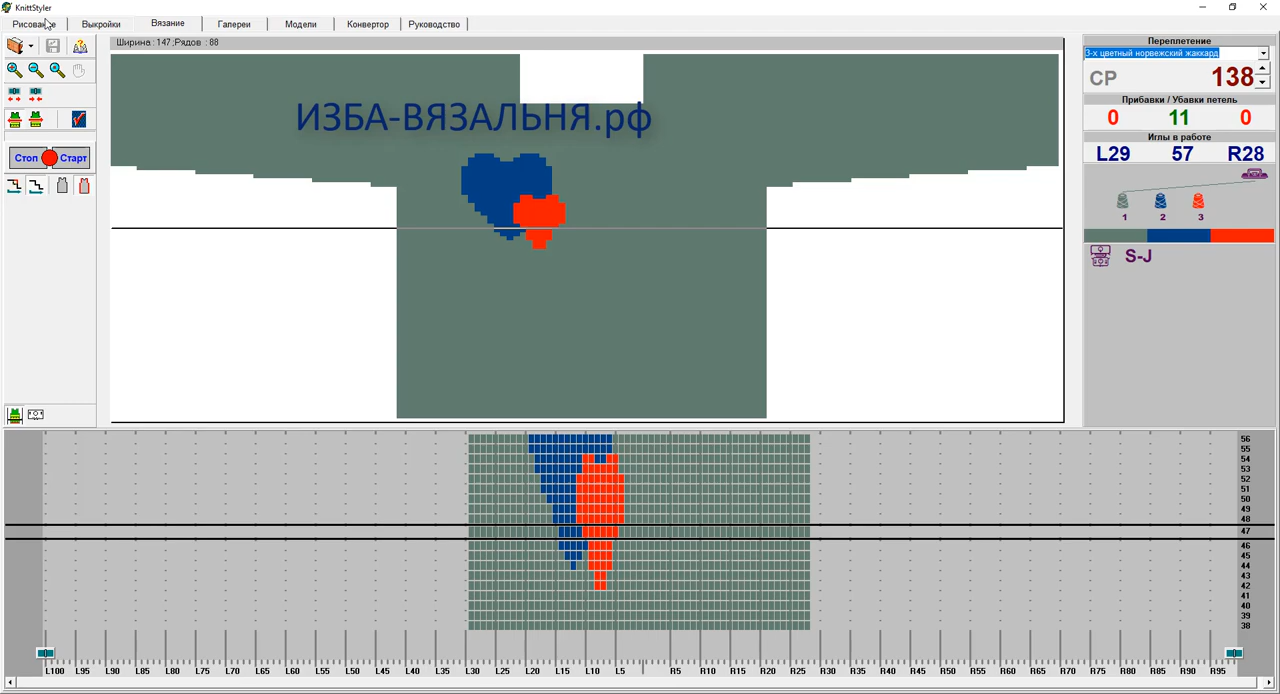 KnittStyler
Рисование Выкройки Вязание Галереи Модели Конвертор Руководство
Ширина : 147 ;Рядов : 88
Переплетение
3-х цветный норвежский жаккард
СР 138
Прибавки / Убавки петель
0 11 0
Иглы в работе
L29 57 R28
1 2 3
S-J
Стоп Старт
ИЗБА-ВЯЗАЛЬНЯ.рф
56
55
54
53
52
51
50
49
48
47
46
45
44
43
42
41
40
39
38
L100 L95 L90 L85 L80 L75 L70 L65 L60 L55 L50 L45 L40 L35 L30 L25 L20 L15 L10 L5 R5 R10 R15 R20 R25 R30 R35 R40 R45 R50 R55 R60 R65 R70 R75 R80 R85 R90 R95